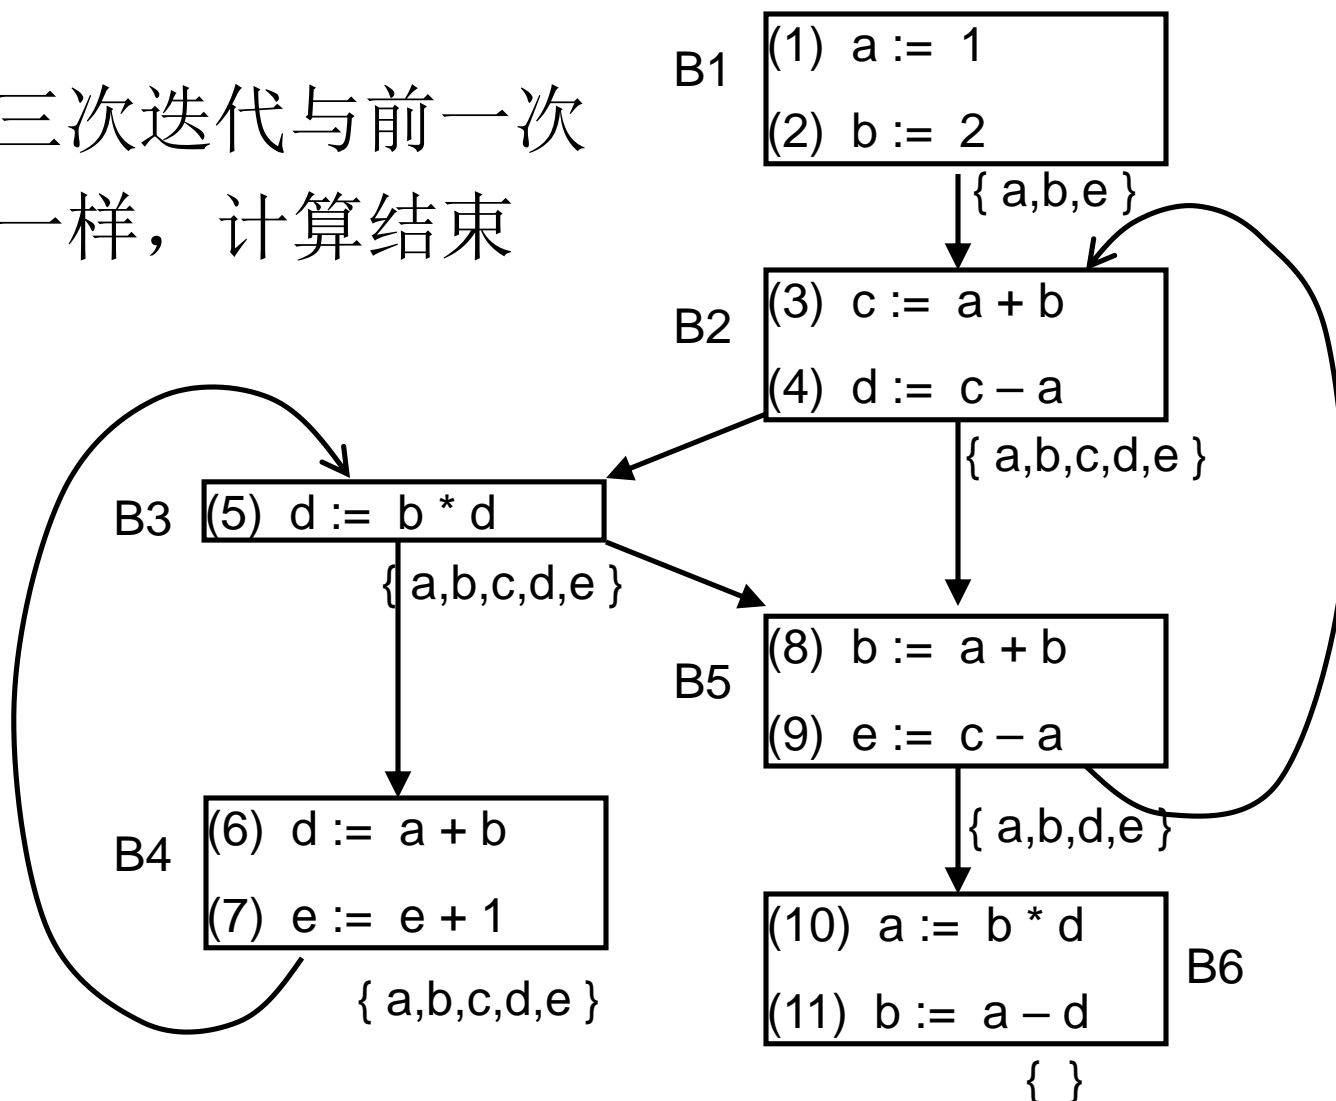 三次迭代与前一次
一样，计算结束
B1
(1) a := 1
(2) b := 2
{ a,b,e }
B2
(3) c := a + b
(4) d := c – a
{ a,b,c,d,e }
B3
(5) d := b * d
{ a,b,c,d,e }
B5
(8) b := a + b
(9) e := c – a
{ a,b,d,e }
B4
(6) d := a + b
(7) e := e + 1
{ a,b,c,d,e }
B6
(10) a := b * d
(11) b := a – d
{ }